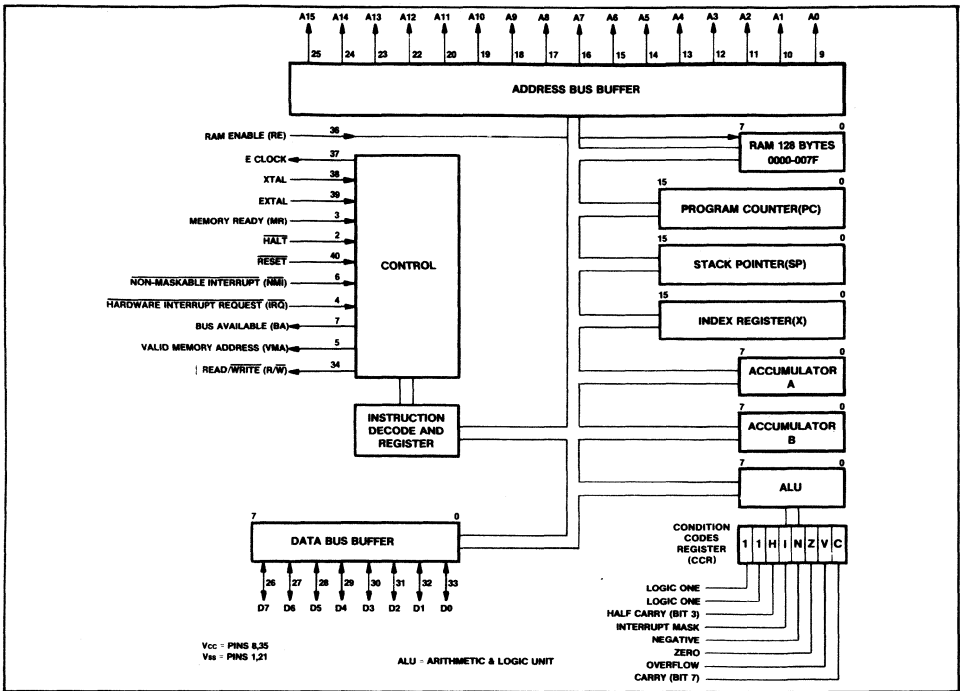 A15 A14 A13 A12 A11 A10 A9 A8 A7 A6 A5 A4 A3 A2 A1 A0
25 24 23 22 20 19 18 17 16 15 14 13 12 11 10 9
ADDRESS BUS BUFFER
RAM ENABLE (RE) 36
7 0
RAM 128 BYTES
0000-007F
E CLOCK 37
XTAL 38
EXTAL 39
MEMORY READY (MR) 3
HALT 2
RESET 40
NON-MASKABLE INTERRUPT (NMI) 6
HARDWARE INTERRUPT REQUEST (IRQ) 4
BUS AVAILABLE (BA) 7
VALID MEMORY ADDRESS (VMA) 5
READ/WRITE (R/W) 34
CONTROL
15 0
PROGRAM COUNTER(PC)
STACK POINTER(SP)
15 0
INDEX REGISTER(X)
7 0
ACCUMULATOR
A
7 0
ACCUMULATOR
B
INSTRUCTION
DECODE AND
REGISTER
7 0
ALU
7 0
DATA BUS BUFFER
26 27 28 29 30 31 32 33
D7 D6 D5 D4 D3 D2 D1 D0
CONDITION
CODES
REGISTER
(CCR)
1 1 H I N Z V C
LOGIC ONE
LOGIC ONE
HALF CARRY (BIT 3)
INTERRUPT MASK
NEGATIVE
ZERO
OVERFLOW
CARRY (BIT 7)
Vcc = PINS 8,35
Vss = PINS 1,21
ALU = ARITHMETIC & LOGIC UNIT